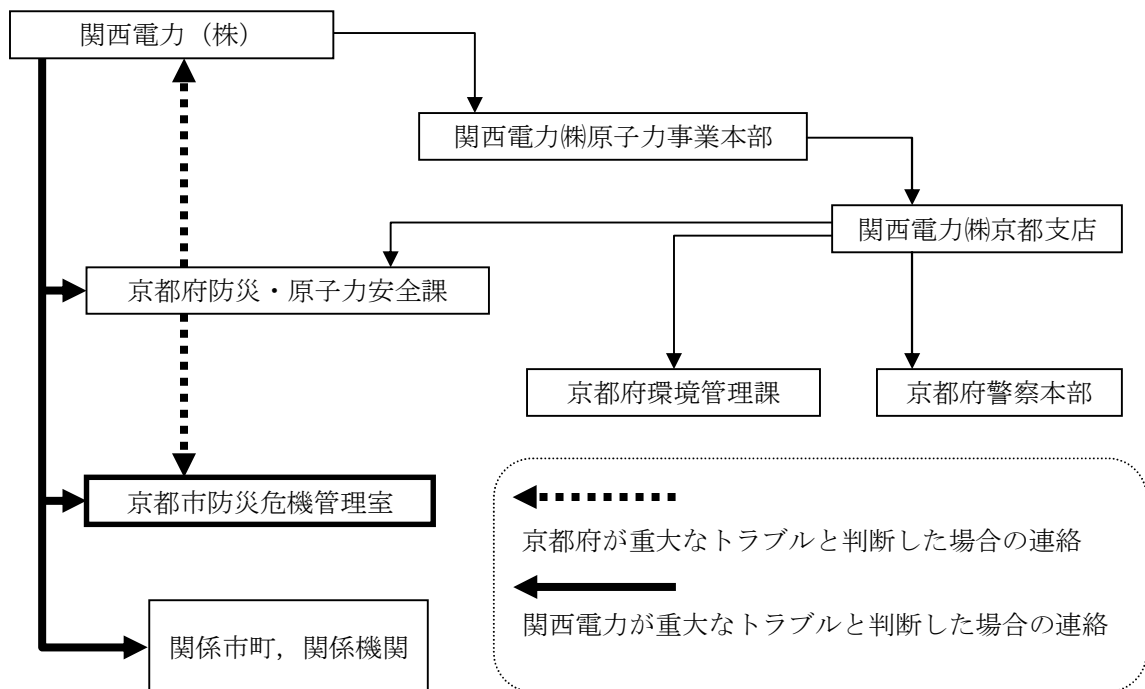 関西電力（株）
関西電力㈱原子力事業本部
関西電力㈱京都支店
京都府防災・原子力安全課
京都府環境管理課
京都府警察本部
京都市防災危機管理室
京都府が重大なトラブルと判断した場合の連絡
関西電力が重大なトラブルと判断した場合の連絡
関係市町，関係機関